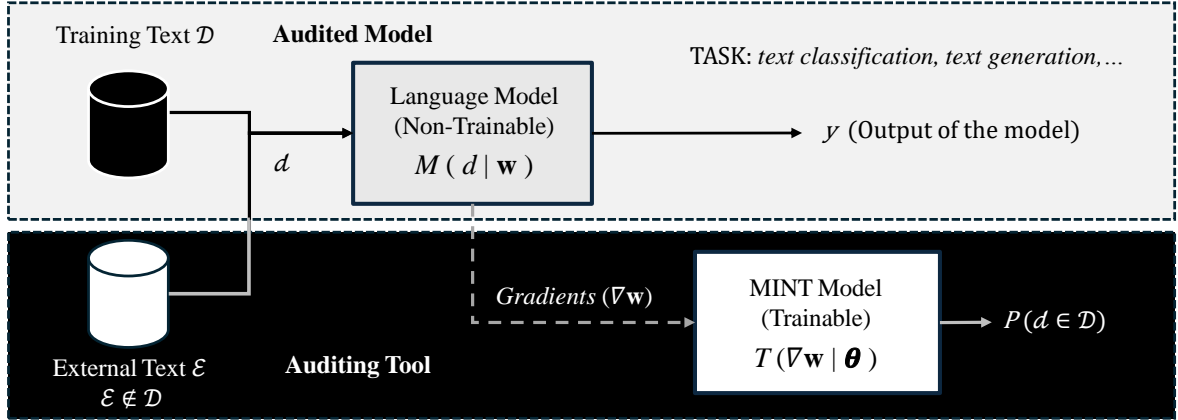 Training Text 𝒟
Audited Model
TASK: text classification, text generation,...
Language Model
(Non-Trainable)
M ( d | w )
d
y (Output of the model)
Gradients (∇w)
MINT Model
(Trainable)
T (∇w | θ )
P(d ∈ 𝒟)
External Text ℰ
ℰ ∉ 𝒟
Auditing Tool